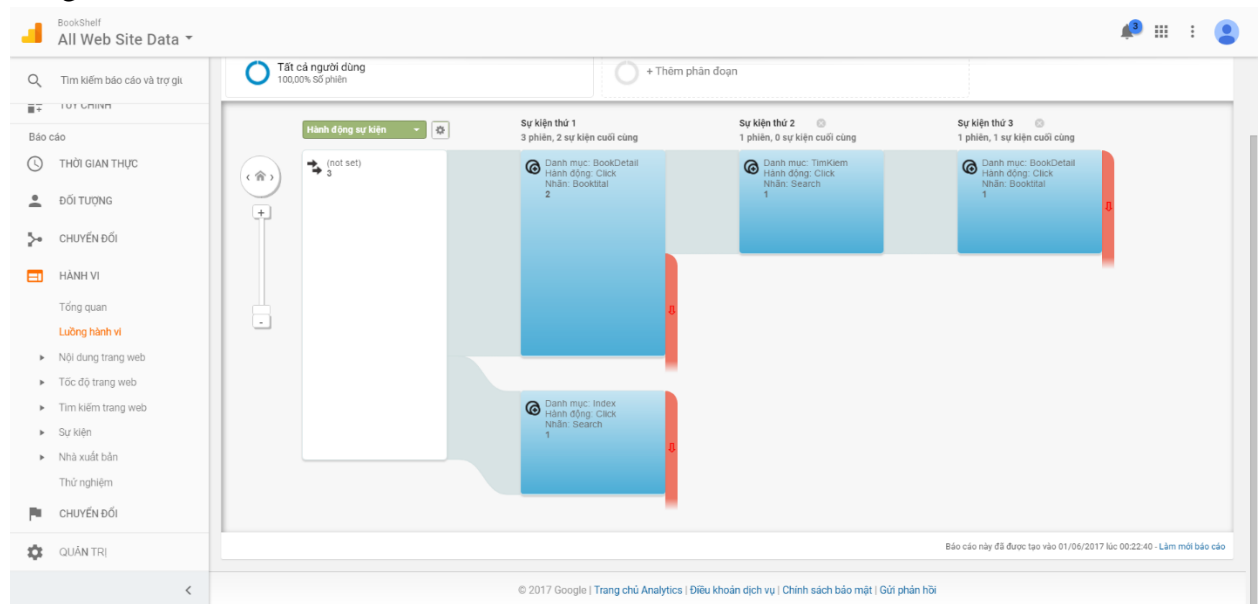 BookShelf
All Web Site Data
3
Tìm kiếm báo cáo và trợ giú
TÙY CHỈNH
Báo cáo
THỜI GIAN THỰC
ĐỐI TƯỢNG
CHUYỂN ĐỔI
HÀNH VI
Tổng quan
Luồng hành vi
Nội dung trang web
Tốc độ trang web
Tìm kiếm trang web
Sự kiện
Nhà xuất bản
Thử nghiệm
CHUYỂN ĐỔI
QUẢN TRỊ
Tất cả người dùng
100,00% Số phiên
+ Thêm phân đoạn
Hành động sự kiện
Sự kiện thứ 1
3 phiên, 2 sự kiện cuối cùng
Sự kiện thứ 2
1 phiên, 0 sự kiện cuối cùng
Sự kiện thứ 3
1 phiên, 1 sự kiện cuối cùng
(not set)
3
Danh mục: BookDetail
Hành động: Click
Nhãn: Booktital
2
Danh mục: TimKiem
Hành động: Click
Nhãn: Search
1
Danh mục: BookDetail
Hành động: Click
Nhãn: Booktital
1
Danh mục: Index
Hành động: Click
Nhãn: Search
1
Báo cáo này đã được tạo vào 01/06/2017 lúc 00:22:40 - Làm mới báo cáo
© 2017 Google | Trang chủ Analytics | Điều khoản dịch vụ | Chính sách bảo mật | Gửi phản hồi